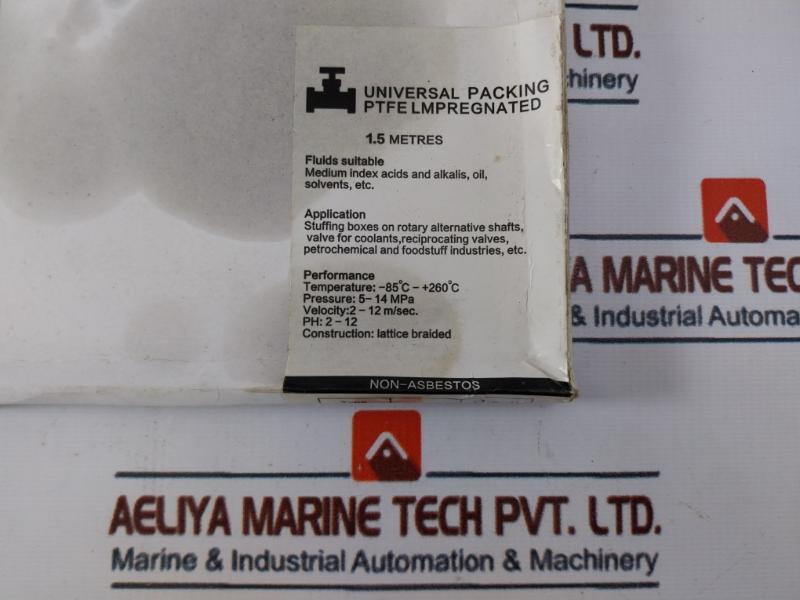 UNIVERSAL PACKING
PTFE LMPREGNATED
1.5 METRES
Fluids suitable
Medium index acids and alkalis, oil,
solvents, etc.
Application
Stuffing boxes on rotary alternative shafts,
valve for coolants,reciprocating valves,
petrochemical and foodstuff industries, etc.
Performance
Temperature: –85°C – +260°C
Pressure: 5– 14 MPa
Velocity:2 – 12 m/sec.
PH: 2 – 12
Construction: lattice braided
NON-ASBESTOS
LTD.
hinery
A MARINE TEC
& Industrial Automa
AELIYA MARINE TECH PVT. LTD.
Marine & Industrial Automation & Machinery